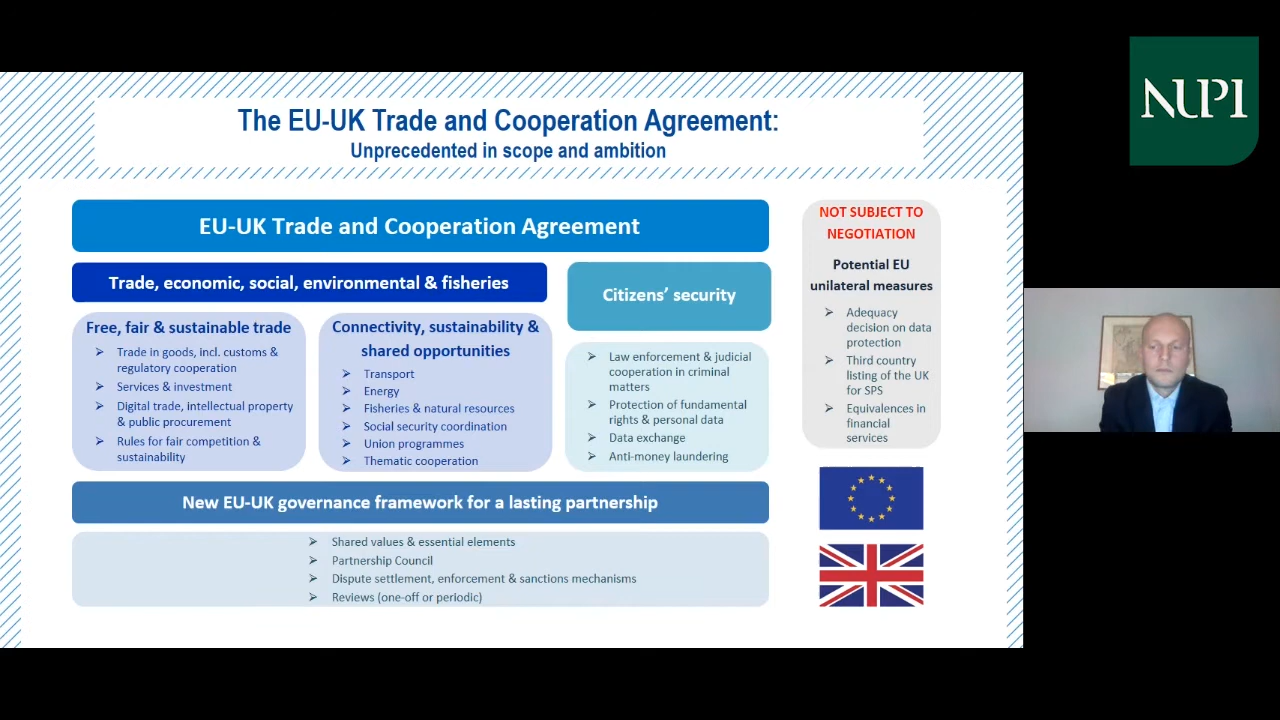 The EU-UK Trade and Cooperation Agreement:
Unprecedented in scope and ambition
EU-UK Trade and Cooperation Agreement
Trade, economic, social, environmental & fisheries
Free, fair & sustainable trade
Trade in goods, incl. customs &
regulatory cooperation
Services & investment
Digital trade, intellectual property
& public procurement
Rules for fair competition &
sustainability
Connectivity, sustainability &
shared opportunities
Transport
Energy
Fisheries & natural resources
Social security coordination
Union programmes
Thematic cooperation
Citizens' security
Law enforcement & judicial
cooperation in criminal
matters
Protection of fundamental
rights & personal data
Data exchange
Anti-money laundering
New EU-UK governance framework for a lasting partnership
Shared values & essential elements
Partnership Council
Dispute settlement, enforcement & sanctions mechanisms
Reviews (one-off or periodic)
NOT SUBJECT TO
NEGOTIATION
Potential EU
unilateral measures
Adequacy
decision on data
protection
Third country
listing of the UK
for SPS
Equivalences in
financial
services
NUPI